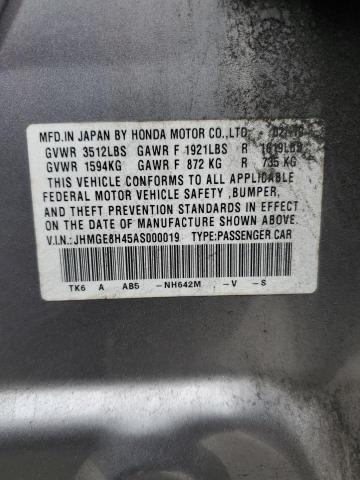 MFD.IN JAPAN BY HONDA MOTOR CO.,LTD.
GVWR 3512LBS GAWR F 1921LBS R 1619LBS
GVWR 1594KG GAWR F 872 KG R 735 KG
THIS VEHICLE CONFORMS TO ALL APPLICABLE
FEDERAL MOTOR VEHICLE SAFETY ,BUMPER,
AND THEFT PREVENTION STANDARDS IN EFFECT
ON THE DATE OF MANUFACTURE SHOWN ABOVE.
V.I.N.: JHMGE8H45AS000019 TYPE:PASSENGER CAR
TK6 A AB5 -NH642M -V -S